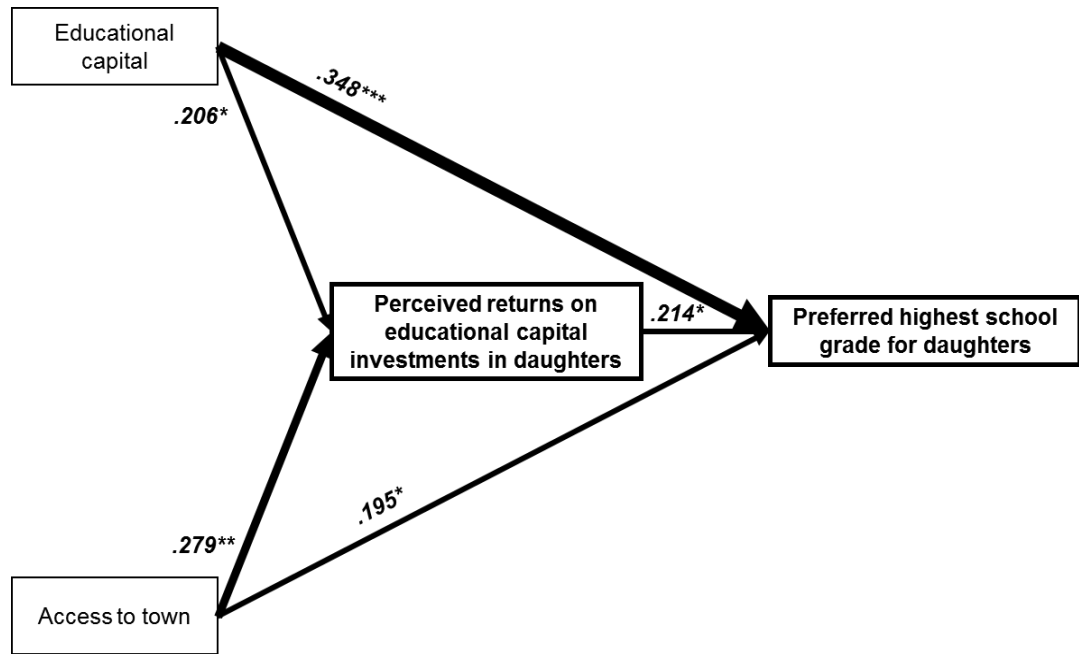 Educational
capital
.348***
.206*
Perceived returns on
educational capital
investments in daughters
.214*
Preferred highest school
grade for daughters
.195*
.279**
Access to town